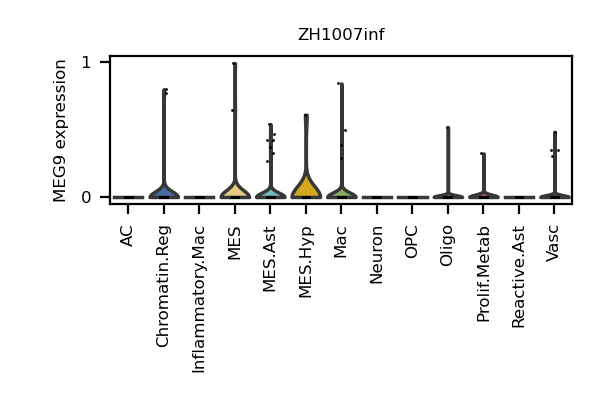 ZH1007inf
MEG9 expression
1
0
AC
Chromatin.Reg
Inflammatory.Mac
MES
MES.Ast
MES.Hyp
Mac
Neuron
OPC
Oligo
Prolif.Metab
Reactive.Ast
Vasc